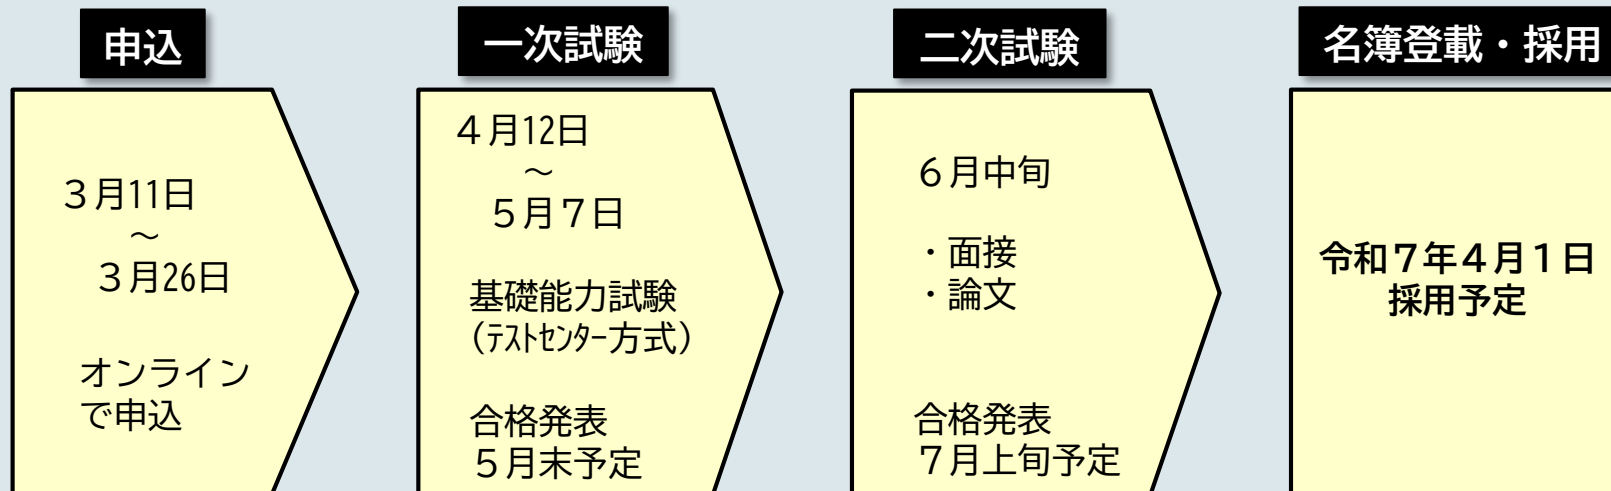 申込
３月11日
～
３月26日
オンライン
で申込
一次試験
４月12日
～
５月７日
基礎能力試験
（ﾃｽﾄｾﾝﾀｰ方式）
合格発表
５月末予定
二次試験
６月中旬
・面接
・論文
合格発表
７月上旬予定
名簿登載・採用
令和７年４月１日
採用予定